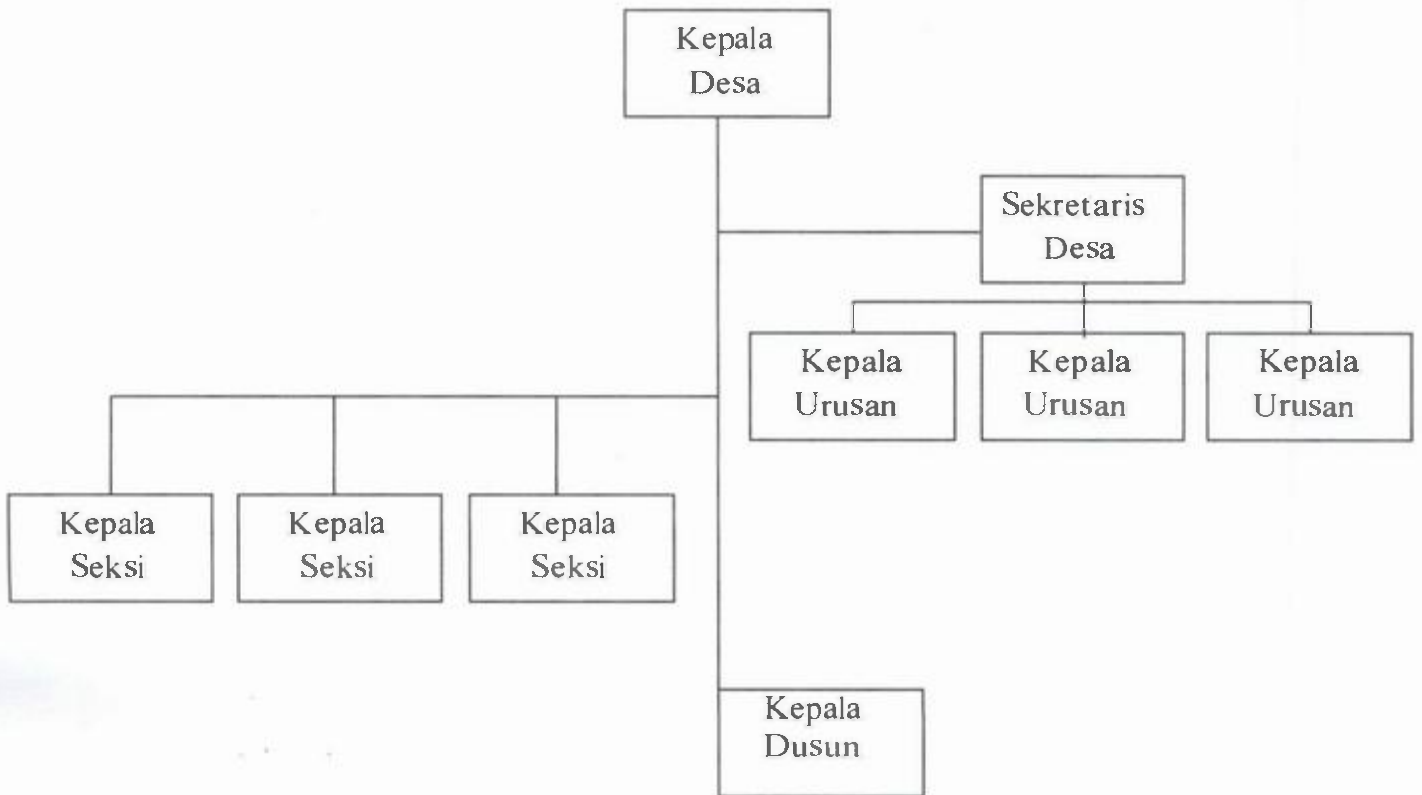 Kepala
Desa
Sekretaris
Desa
Kepala
Urusan
Kepala
Urusan
Kepala
Urusan
Kepala
Seksi
Kepala
Seksi
Kepala
Seksi
Kepala
Dusun